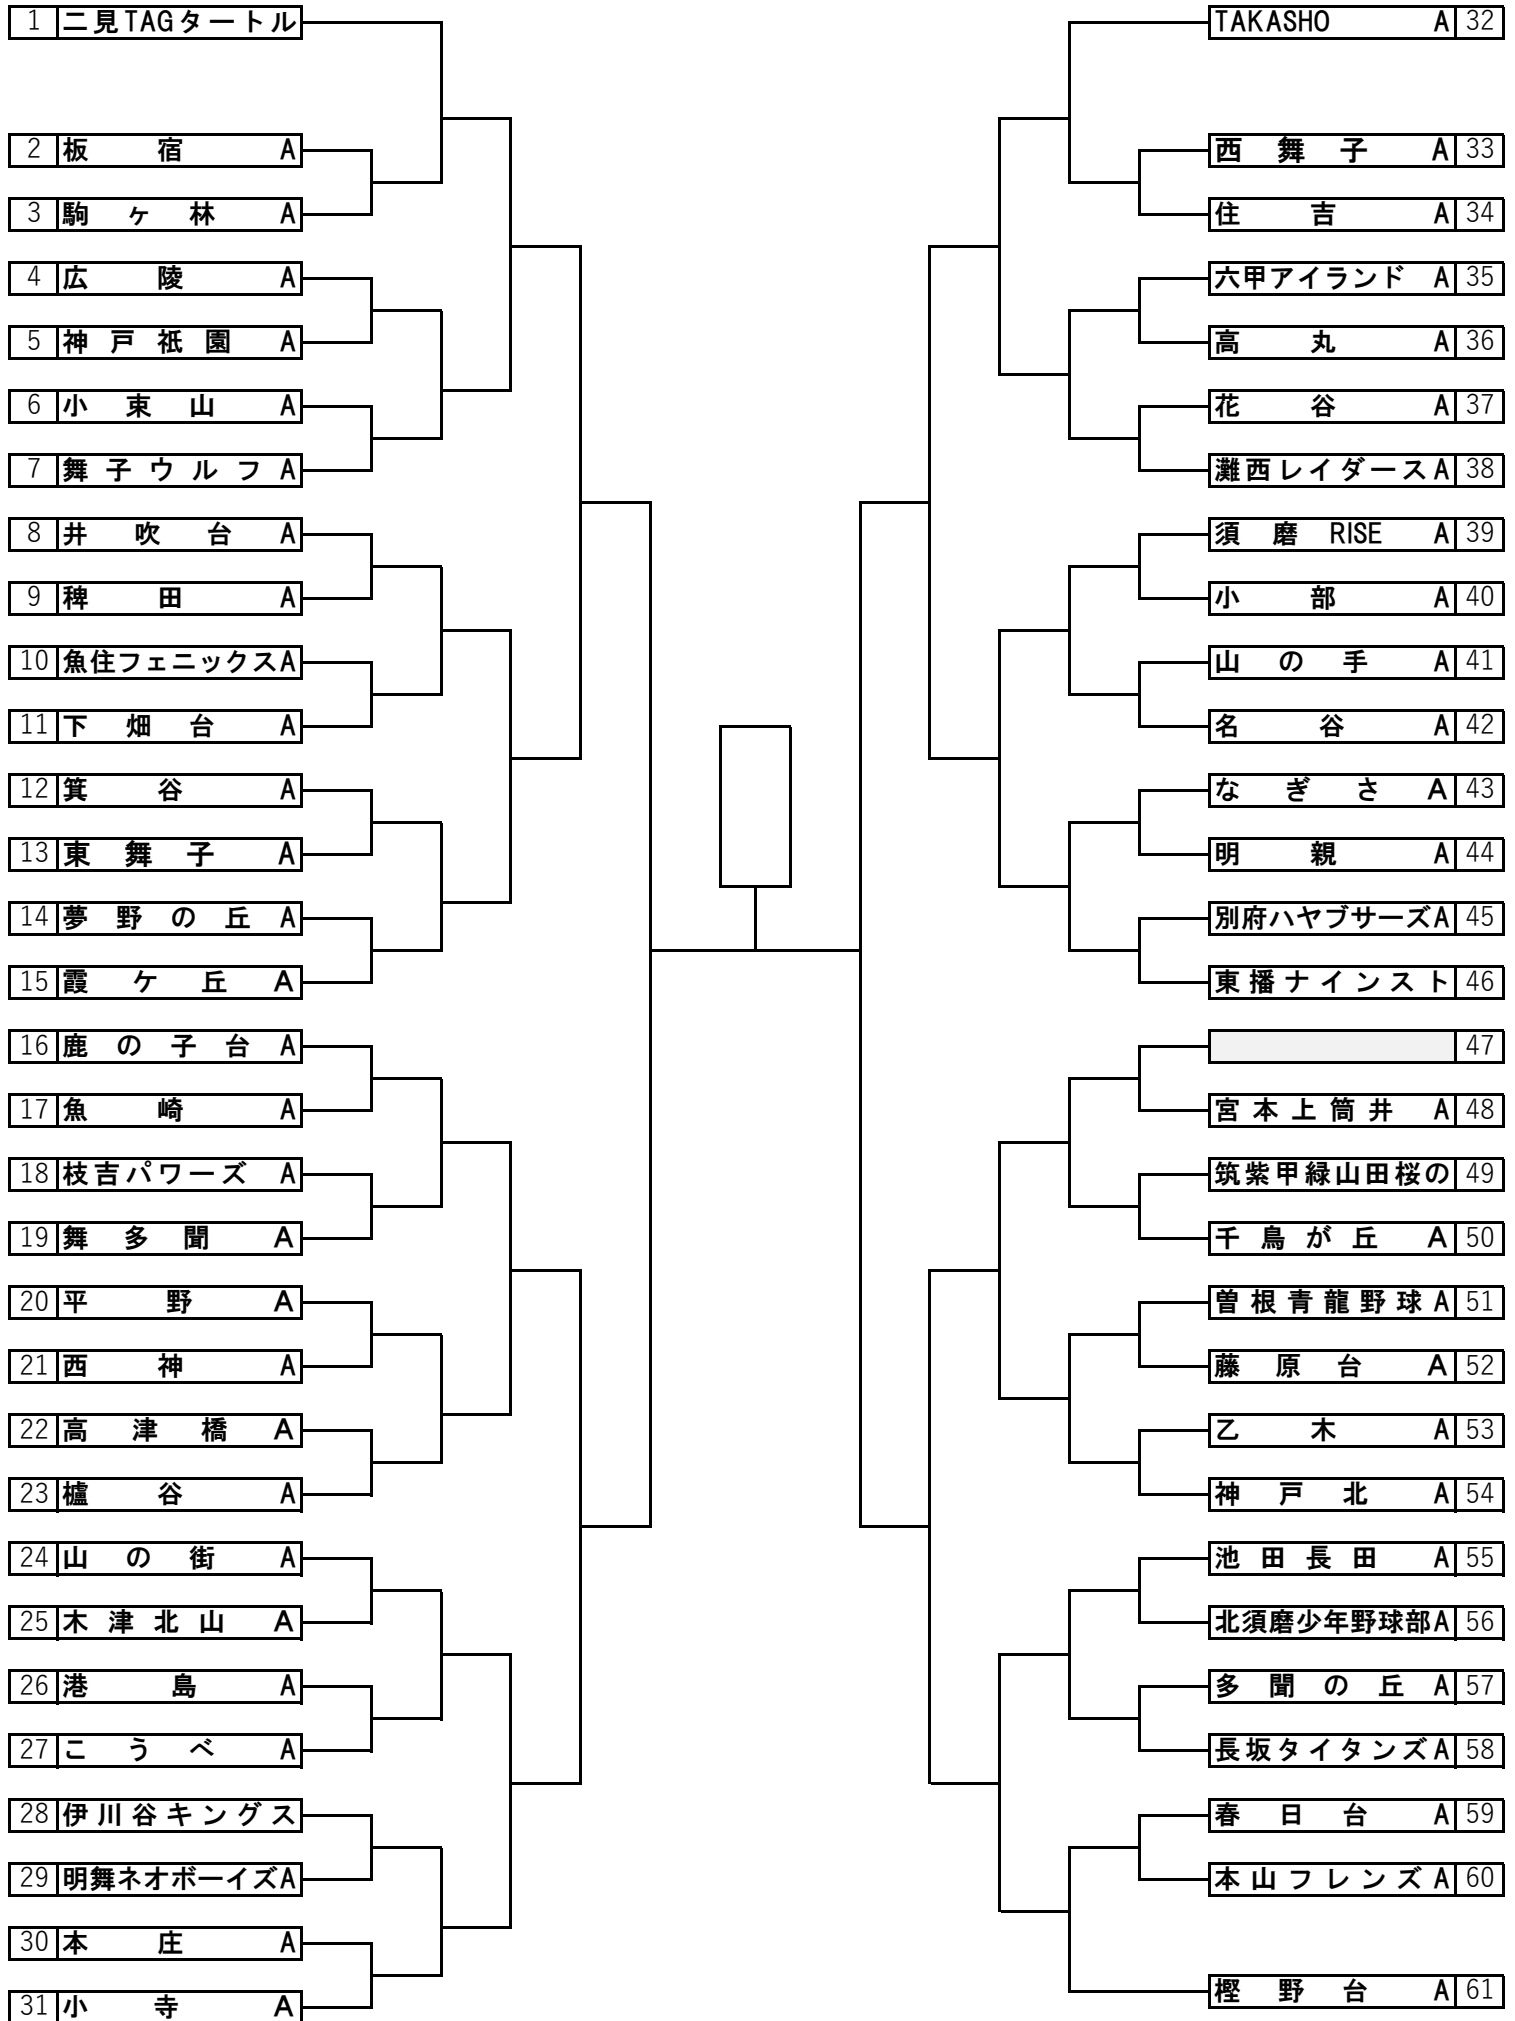 1 二見TAGタートル
2 板宿 A
3 駒ヶ林 A
4 広陵 A
5 神戸祇園 A
6 小束山 A
7 舞子ウルフ A
8 井吹台 A
9 稗田 A
10 魚住フェニックスA
11 下畑台 A
12 箕谷 A
13 東舞子 A
14 夢野の丘 A
15 霞ケ丘 A
16 鹿の子台 A
17 魚崎 A
18 枝吉パワーズ A
19 舞多聞 A
20 平野 A
21 西神 A
22 高津橋 A
23 櫨谷 A
24 山の街 A
25 木津北山 A
26 港島 A
27 こうべ A
28 伊川谷キングス
29 明舞ネオボーイズA
30 本庄 A
31 小寺 A
TAKASHO A 32
西舞子 A 33
住吉 A 34
六甲アイランド A 35
高丸 A 36
花谷 A 37
灘西レイダースA 38
須磨RISE A 39
小部 A 40
山の手 A 41
名谷 A 42
なぎさ A 43
明親 A 44
別府ハヤブサーズA 45
東播ナインスト 46
47
宮本上筒井 A 48
筑紫甲緑山田桜の 49
千鳥が丘 A 50
曽根青龍野球 A 51
藤原台 A 52
乙木 A 53
神戸北 A 54
池田長田 A 55
北須磨少年野球部A 56
多聞の丘 A 57
長坂タイタンズA 58
春日台 A 59
本山フレンズA 60
樫野台 A 61